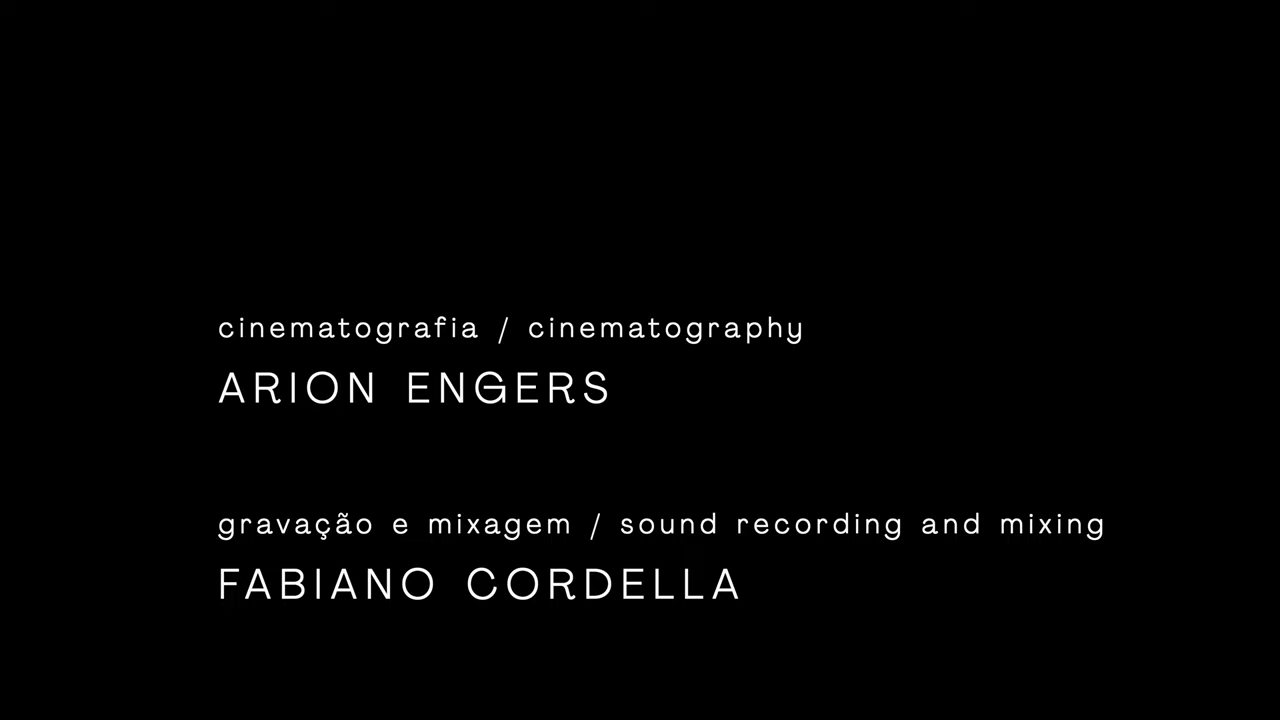 cinematografia / cinematography
ARION ENGERS
gravação e mixagem / sound recording and mixing
FABIANO CORDELLA